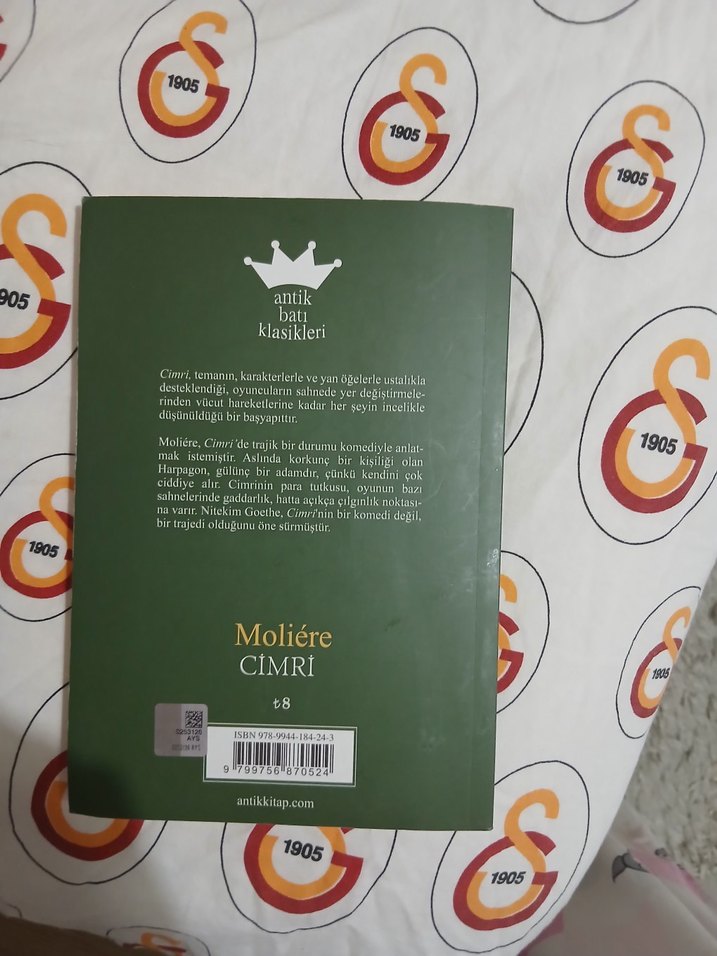 1905
1905
1905
905
antik
batı
klasikleri
Cimri, temanın, karakterlerle ve yan öğelerle ustalıkla
desteklendiği, oyuncuların sahnede yer değiştirmele-
rinden vücut hareketlerine kadar her şeyin incelikle
düşünüldüğü bir başyapıttır.
Moliére, Cimri'de trajik bir durumu komediyle anlat-
mak istemiştir. Aslında korkunç bir kişiliği olan
Harpagon, gülünç bir adamdır, çünkü kendini çok
ciddiye alır. Cimrinin para tutkusu, oyunun bazı
sahnelerinde gaddarlık, hatta açıkça çılgınlık noktası-
na varır. Nitekim Goethe, Cimri'nin bir komedi değil,
bir trajedi olduğunu öne sürmüştür.
1905
1905
Moliére
CİMRİ
₺8
1905
0253126
AYS
ISBN 978-9944-184-24-3
9 799756 870524
antikkitap.com
1905
1905